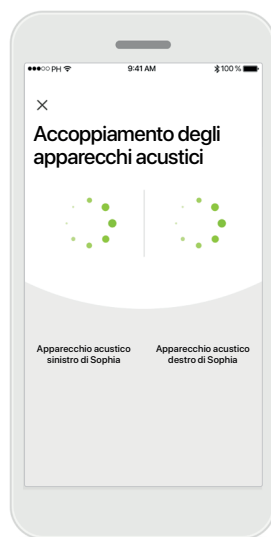 ●●●○○ PH 9:41 AM 100 %
Accoppiamento degli
apparecchi acustici
Apparecchio acustico
sinistro di Sophia
Apparecchio acustico
destro di Sophia